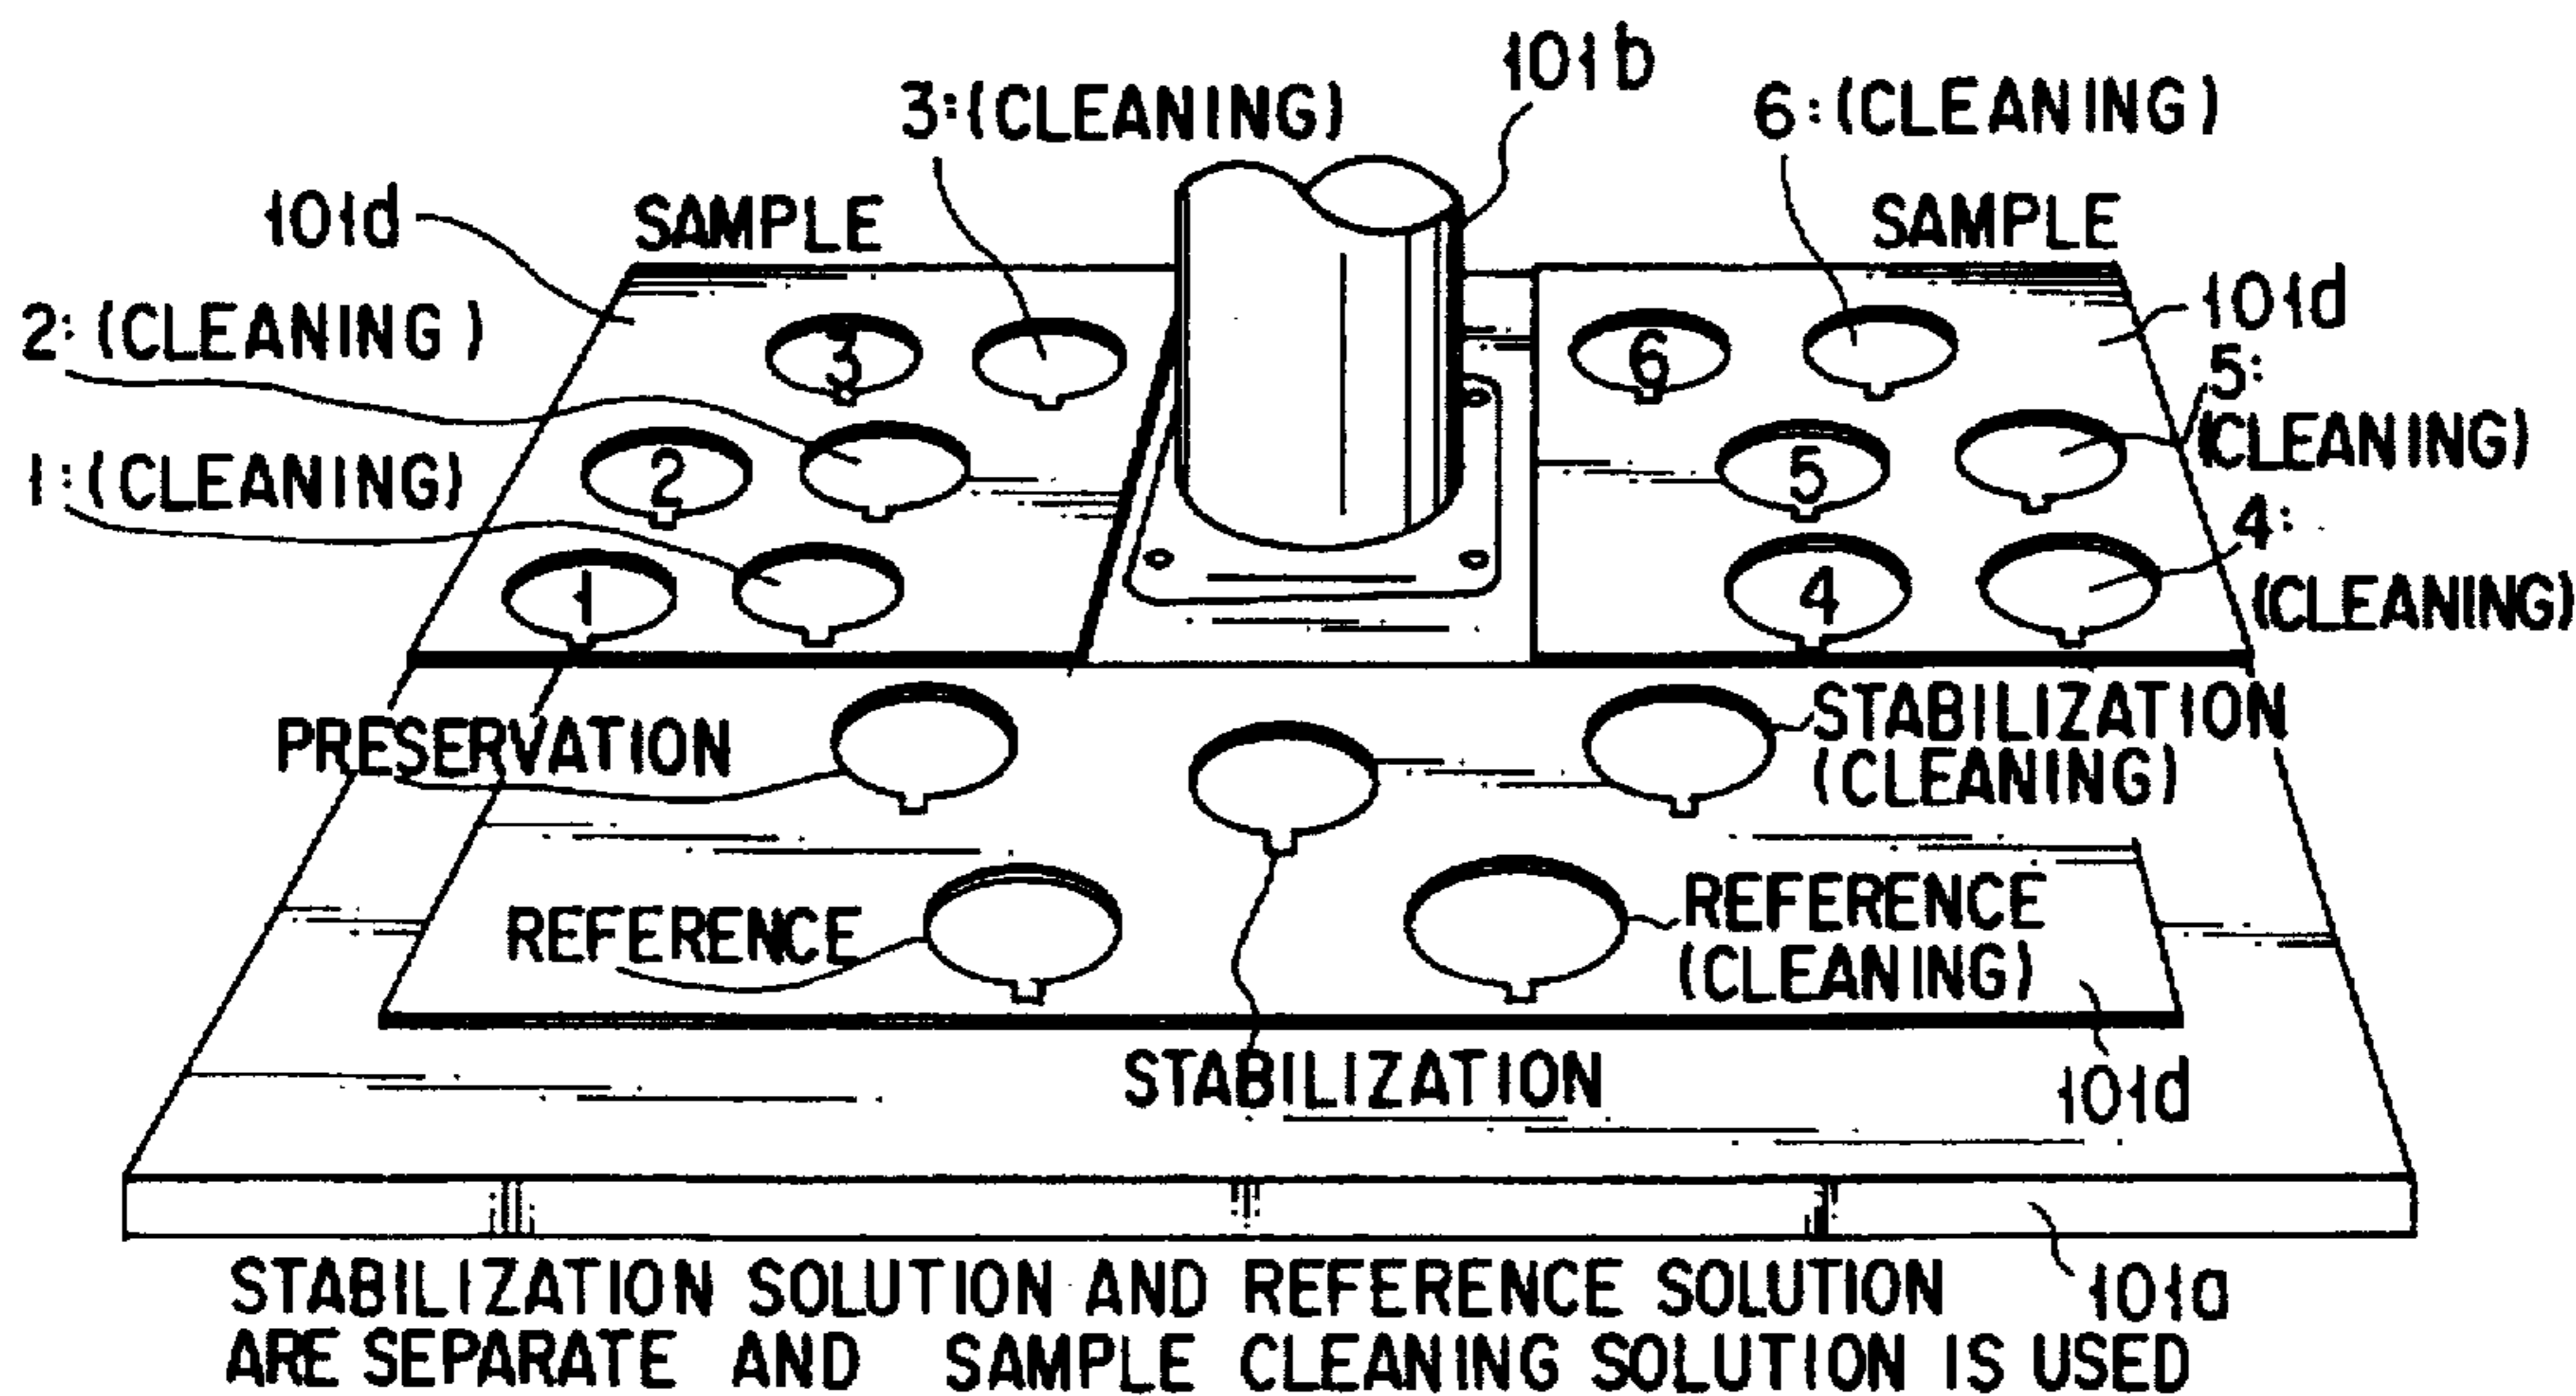 101b
3:(CLEANING)
6:(CLEANING)
101d
SAMPLE
SAMPLE
101d
2:(CLEANING)
3
6
5:
(CLEANING)
1:(CLEANING)
2
5
4:
(CLEANING)
1
4
PRESERVATION
STABILIZATION
(CLEANING)
REFERENCE
REFERENCE
(CLEANING)
STABILIZATION
101d
101a
STABILIZATION SOLUTION AND REFERENCE SOLUTION
ARE SEPARATE AND SAMPLE CLEANING SOLUTION IS USED